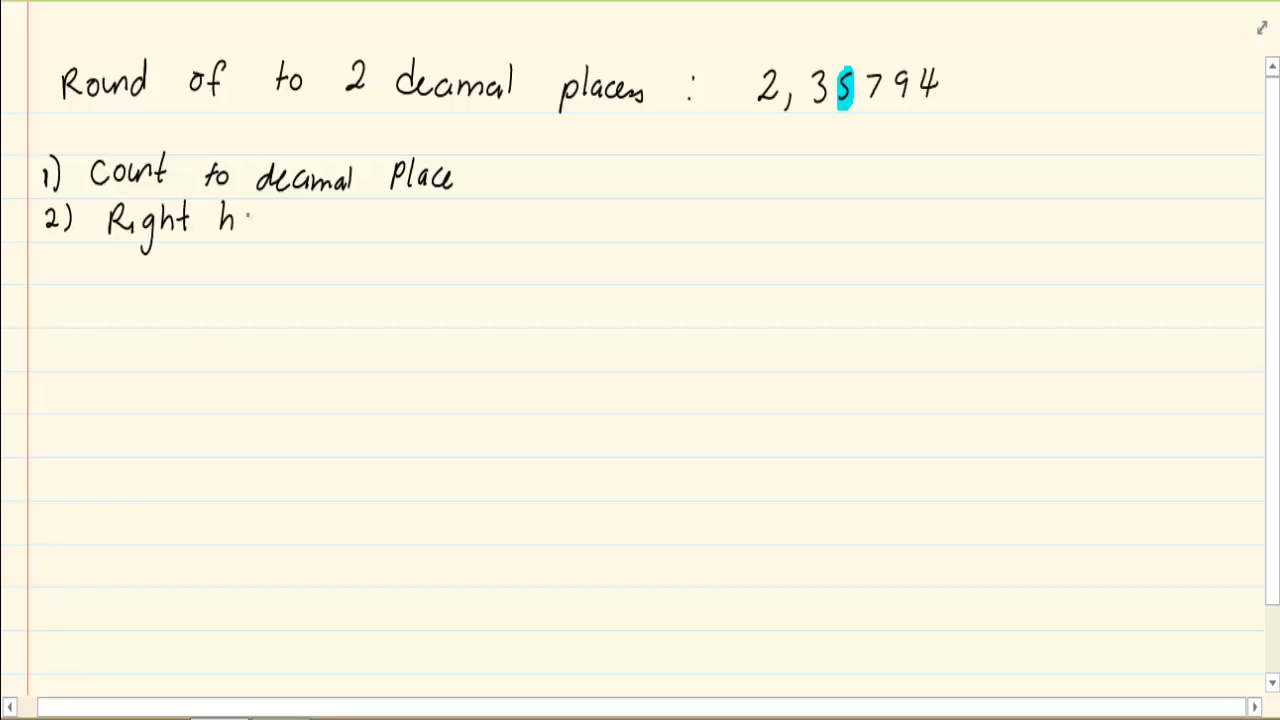 Round of to 2 decimal places : 2,35794
1) Count to decimal Place
2) Right h